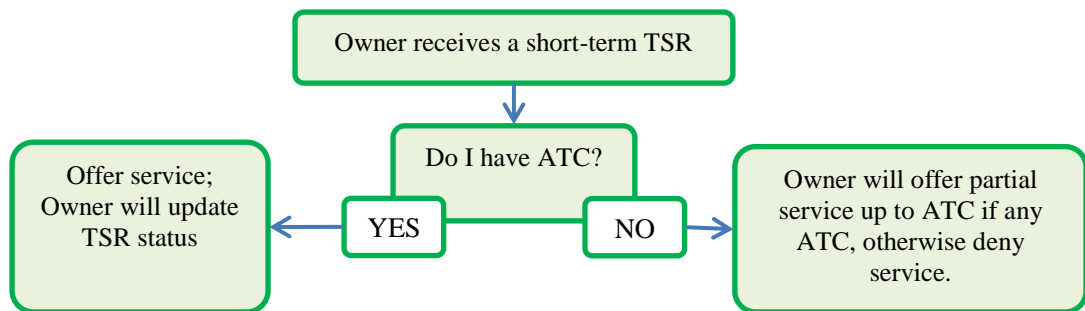 Owner receives a short-term TSR
Do I have ATC?
YES
NO
Offer service;
Owner will update
TSR status
Owner will offer partial
service up to ATC if any
ATC, otherwise deny
service.